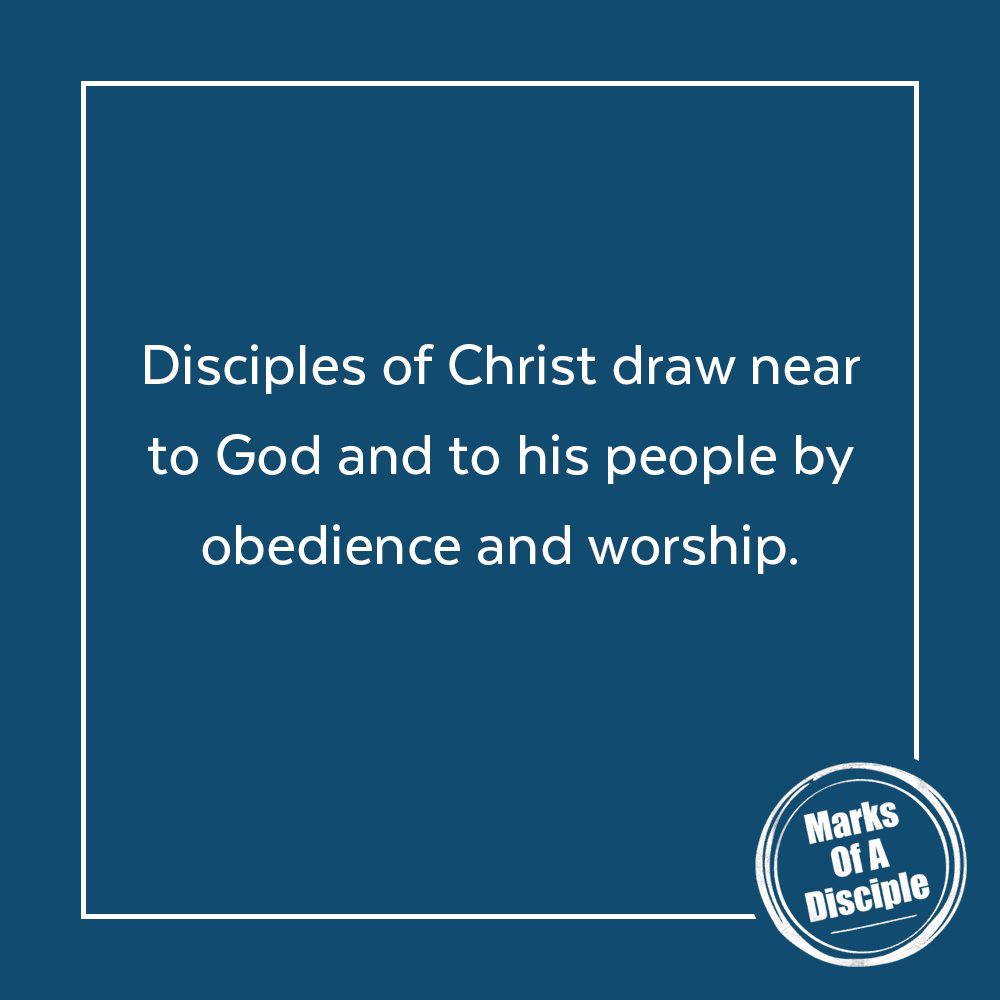 Disciples of Christ draw near
to God and to his people by
obedience and worship.
Marks
Of A
Disciple